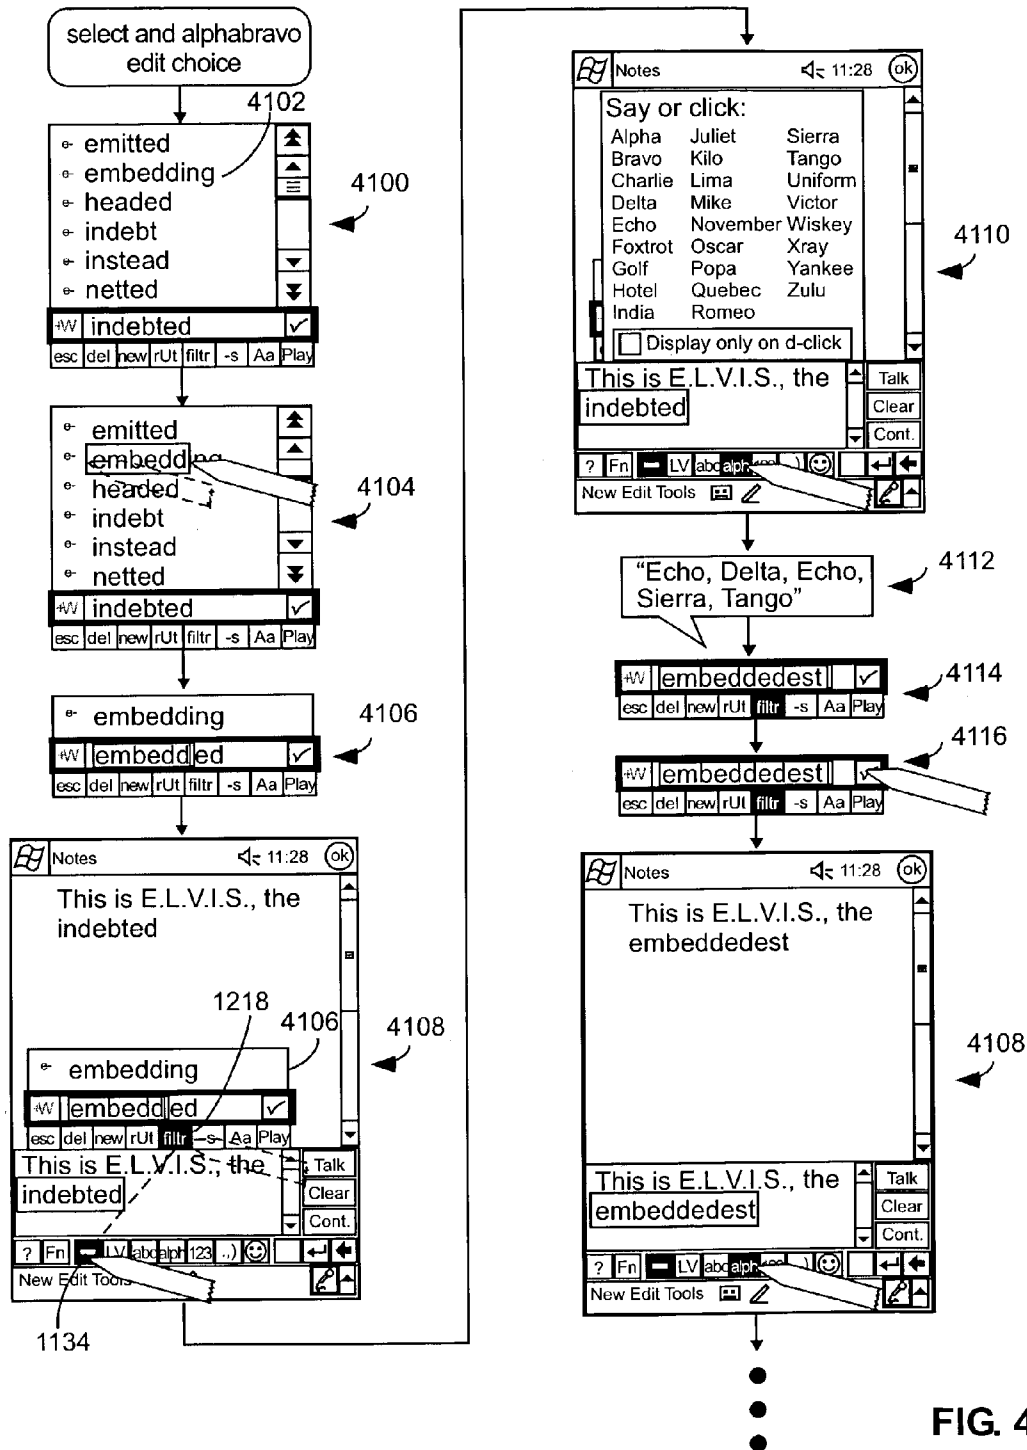 select and alphabravo
edit choice
4102
e- emitted
e- embedding
e- headed
e- indebt
e- instead
e- netted
4100
+W indebted
esc del new rUt filtr -s Aa Play
e- emitted
e- embedding
e- headed
e- indebt
e- instead
e- netted
4104
+W indebted
esc del new rUt filtr -s Aa Play
e- embedding
4106
+W embedded
esc del new rUt filtr -s Aa Play
Notes 11:28 ok
This is E.L.V.I.S., the
indebted
1218
4106
4108
e- embedding
+W embedded
esc del new rUt filtr -s Aa Play
This is E.L.V.I.S., the
indebted
Talk
Clear
Cont.
? Fn LV abc alph 123 .,)
New Edit Tools
1134
Notes 11:28 ok
Say or click:
Alpha Juliet Sierra
Bravo Kilo Tango
Charlie Lima Uniform
Delta Mike Victor
Echo November Wiskey
Foxtrot Oscar Xray
Golf Popa Yankee
Hotel Quebec Zulu
India Romeo
4110
Display only on d-click
This is E.L.V.I.S., the
indebted
Talk
Clear
Cont.
? Fn LV abc alph
New Edit Tools
"Echo, Delta, Echo,
Sierra, Tango"
4112
+W embeddedest
4114
esc del new rUt filtr -s Aa Play
4116
+W embeddedest
esc del new rUt filtr -s Aa Play
Notes 11:28 ok
This is E.L.V.I.S., the
embeddedest
4108
This is E.L.V.I.S., the
embeddedest
Talk
Clear
Cont.
? Fn LV abc alph
New Edit Tools
FIG. 4